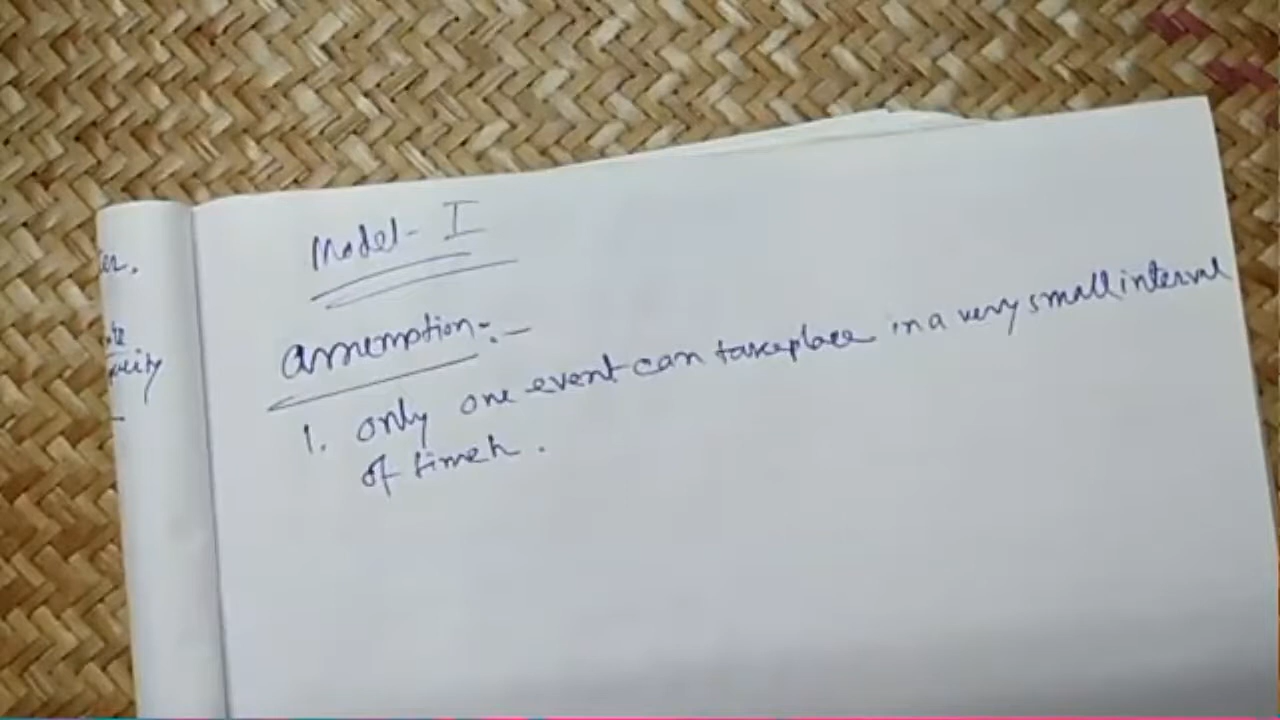 Model- I
assumption:-
1. only one event can takeplace in a very small interval
of time h.